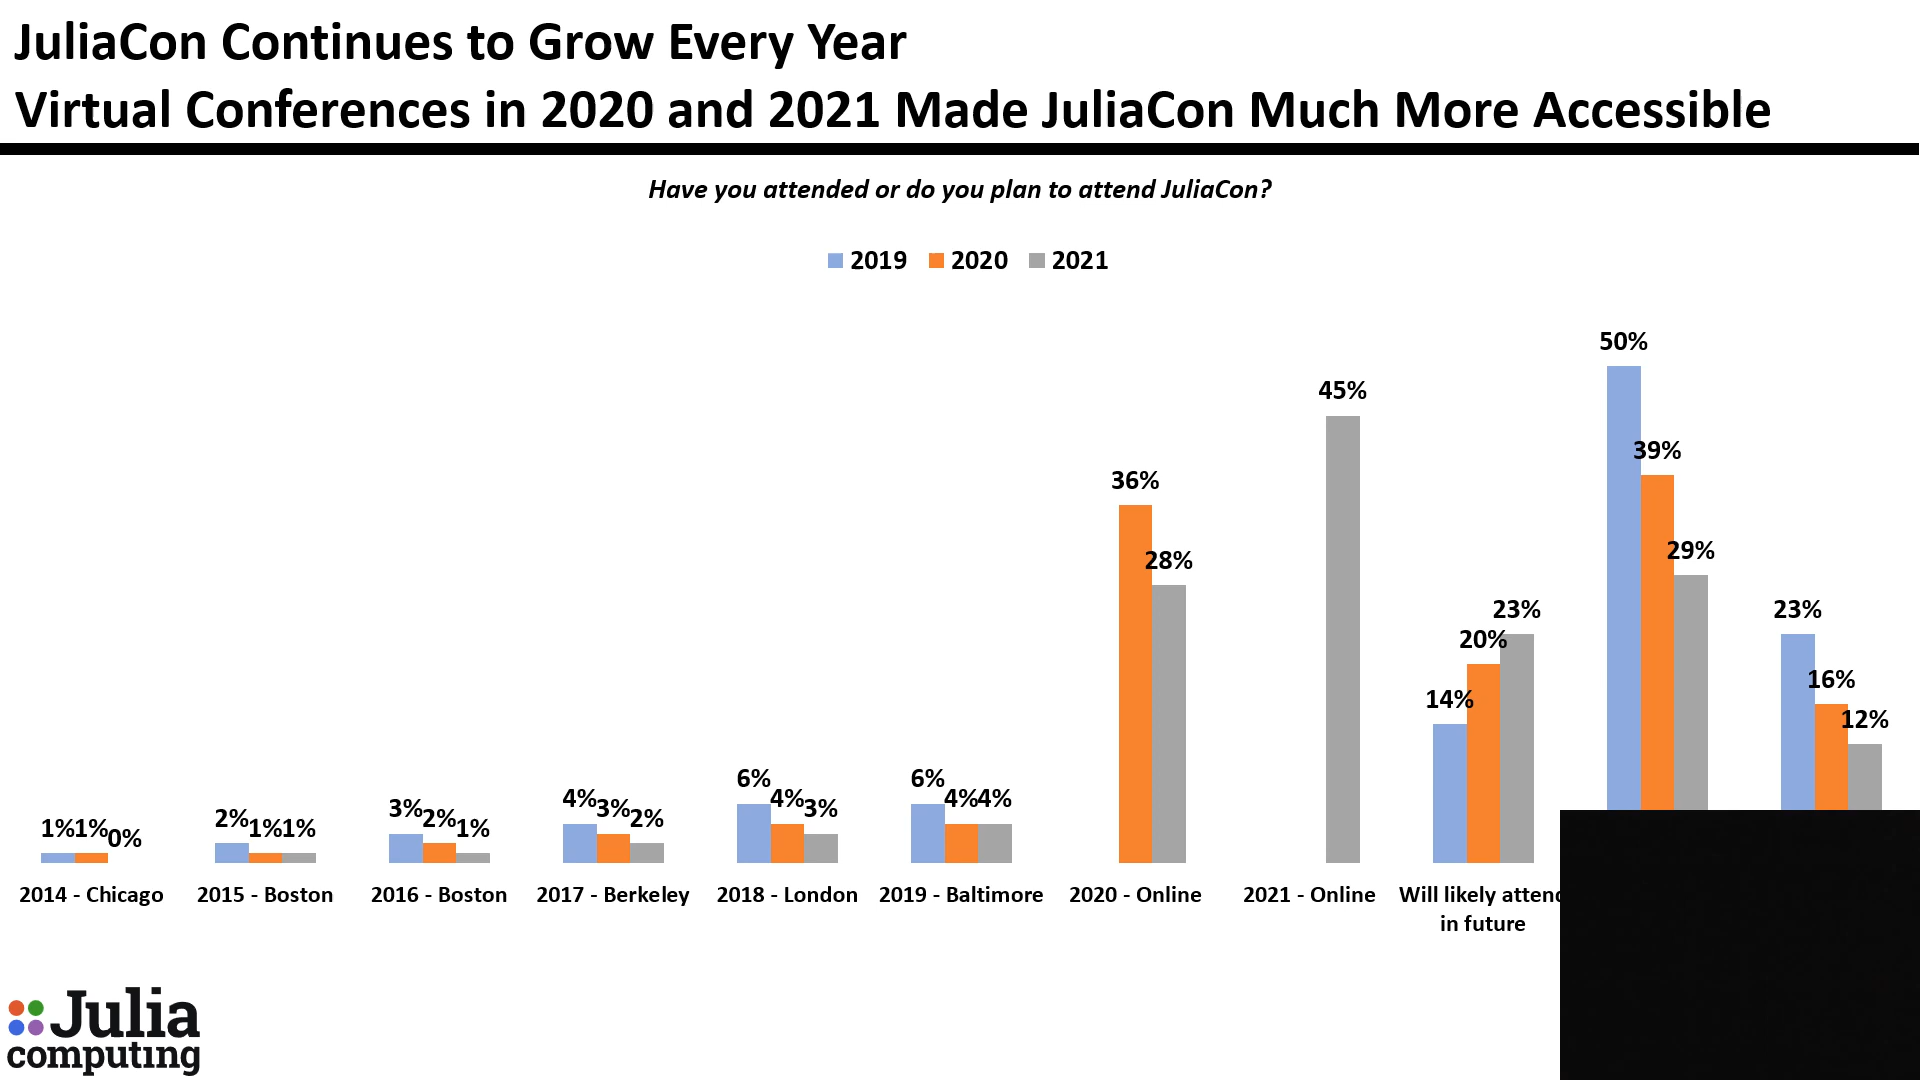 JuliaCon Continues to Grow Every Year
Virtual Conferences in 2020 and 2021 Made JuliaCon Much More Accessible
Have you attended or do you plan to attend JuliaCon?
2019 2020 2021
1% 1% 0%
2% 1% 1%
3% 2% 1%
4% 3% 2%
6% 4% 3%
6% 4% 4%
36% 28%
45%
14% 20% 23%
50% 39% 29%
23% 16% 12%
2014 - Chicago
2015 - Boston
2016 - Boston
2017 - Berkeley
2018 - London
2019 - Baltimore
2020 - Online
2021 - Online
Will likely attend
in future
Julia
computing